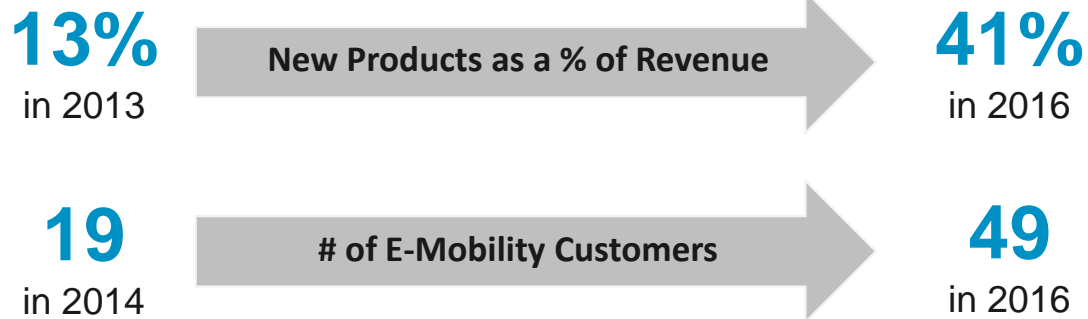 13%
in 2013
New Products as a % of Revenue
41%
in 2016
19
in 2014
# of E-Mobility Customers
49
in 2016